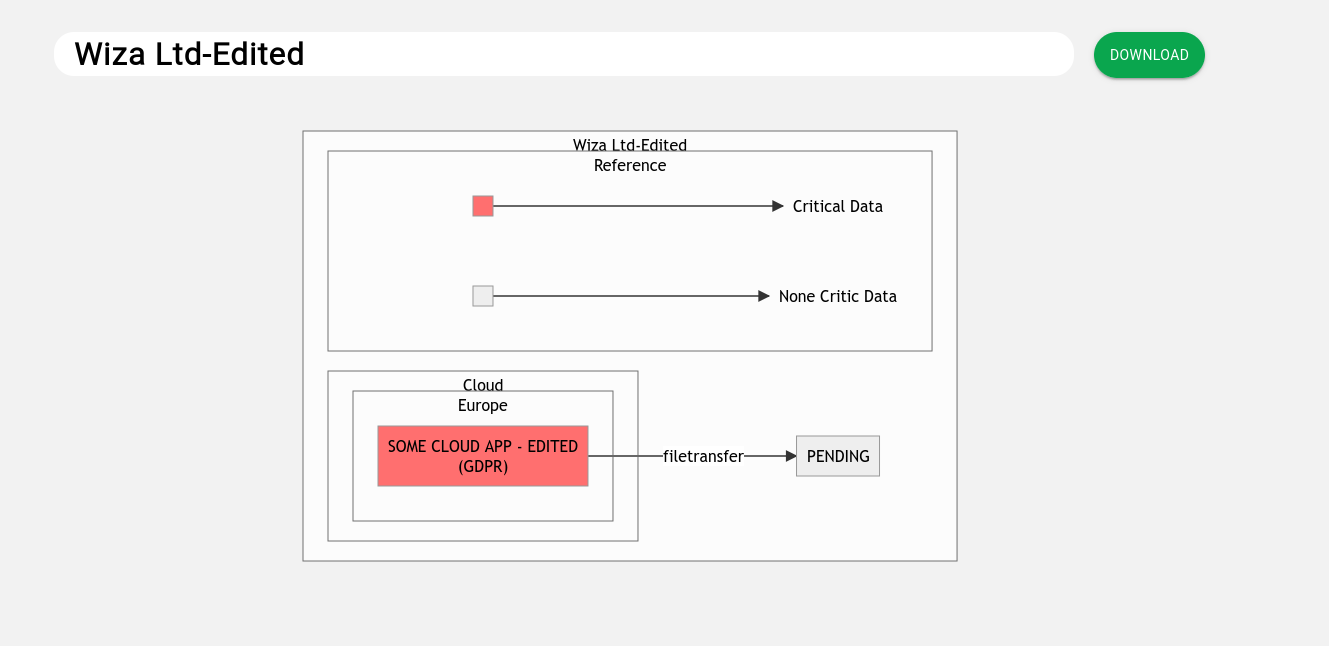 Wiza Ltd-Edited
DOWNLOAD
Wiza Ltd-Edited
Reference
Critical Data
None Critic Data
Cloud
Europe
SOME CLOUD APP - EDITED
(GDPR)
filetransfer
PENDING